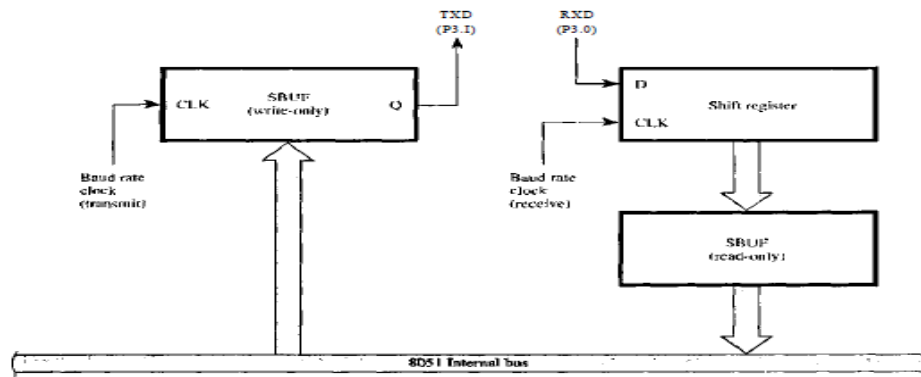 TXD
(P3.1)
RXD
(P3.0)
CLK
SBUF
(write-only)
Q
D
Shift register
CLK
Baud rate
clock
(transmit)
Baud rate
clock
(receive)
SBUF
(read-only)
8051 Internal bus